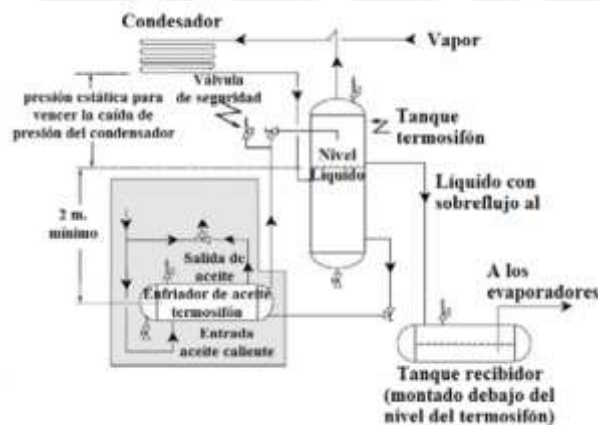 Condesador
Vapor
Válvula
de seguridad
presión estática para
vencer la caída de
presión del condensador
Tanque
termosifón
Nivel
Líquido
Líquido con
sobreflujo al
2 m.
mínimo
Salida de
aceite
Enfriador de aceite
termosifón
Entrada
aceite caliente
A los
evaporadores
Tanque recibidor
(montado debajo del
nivel del termosifón)